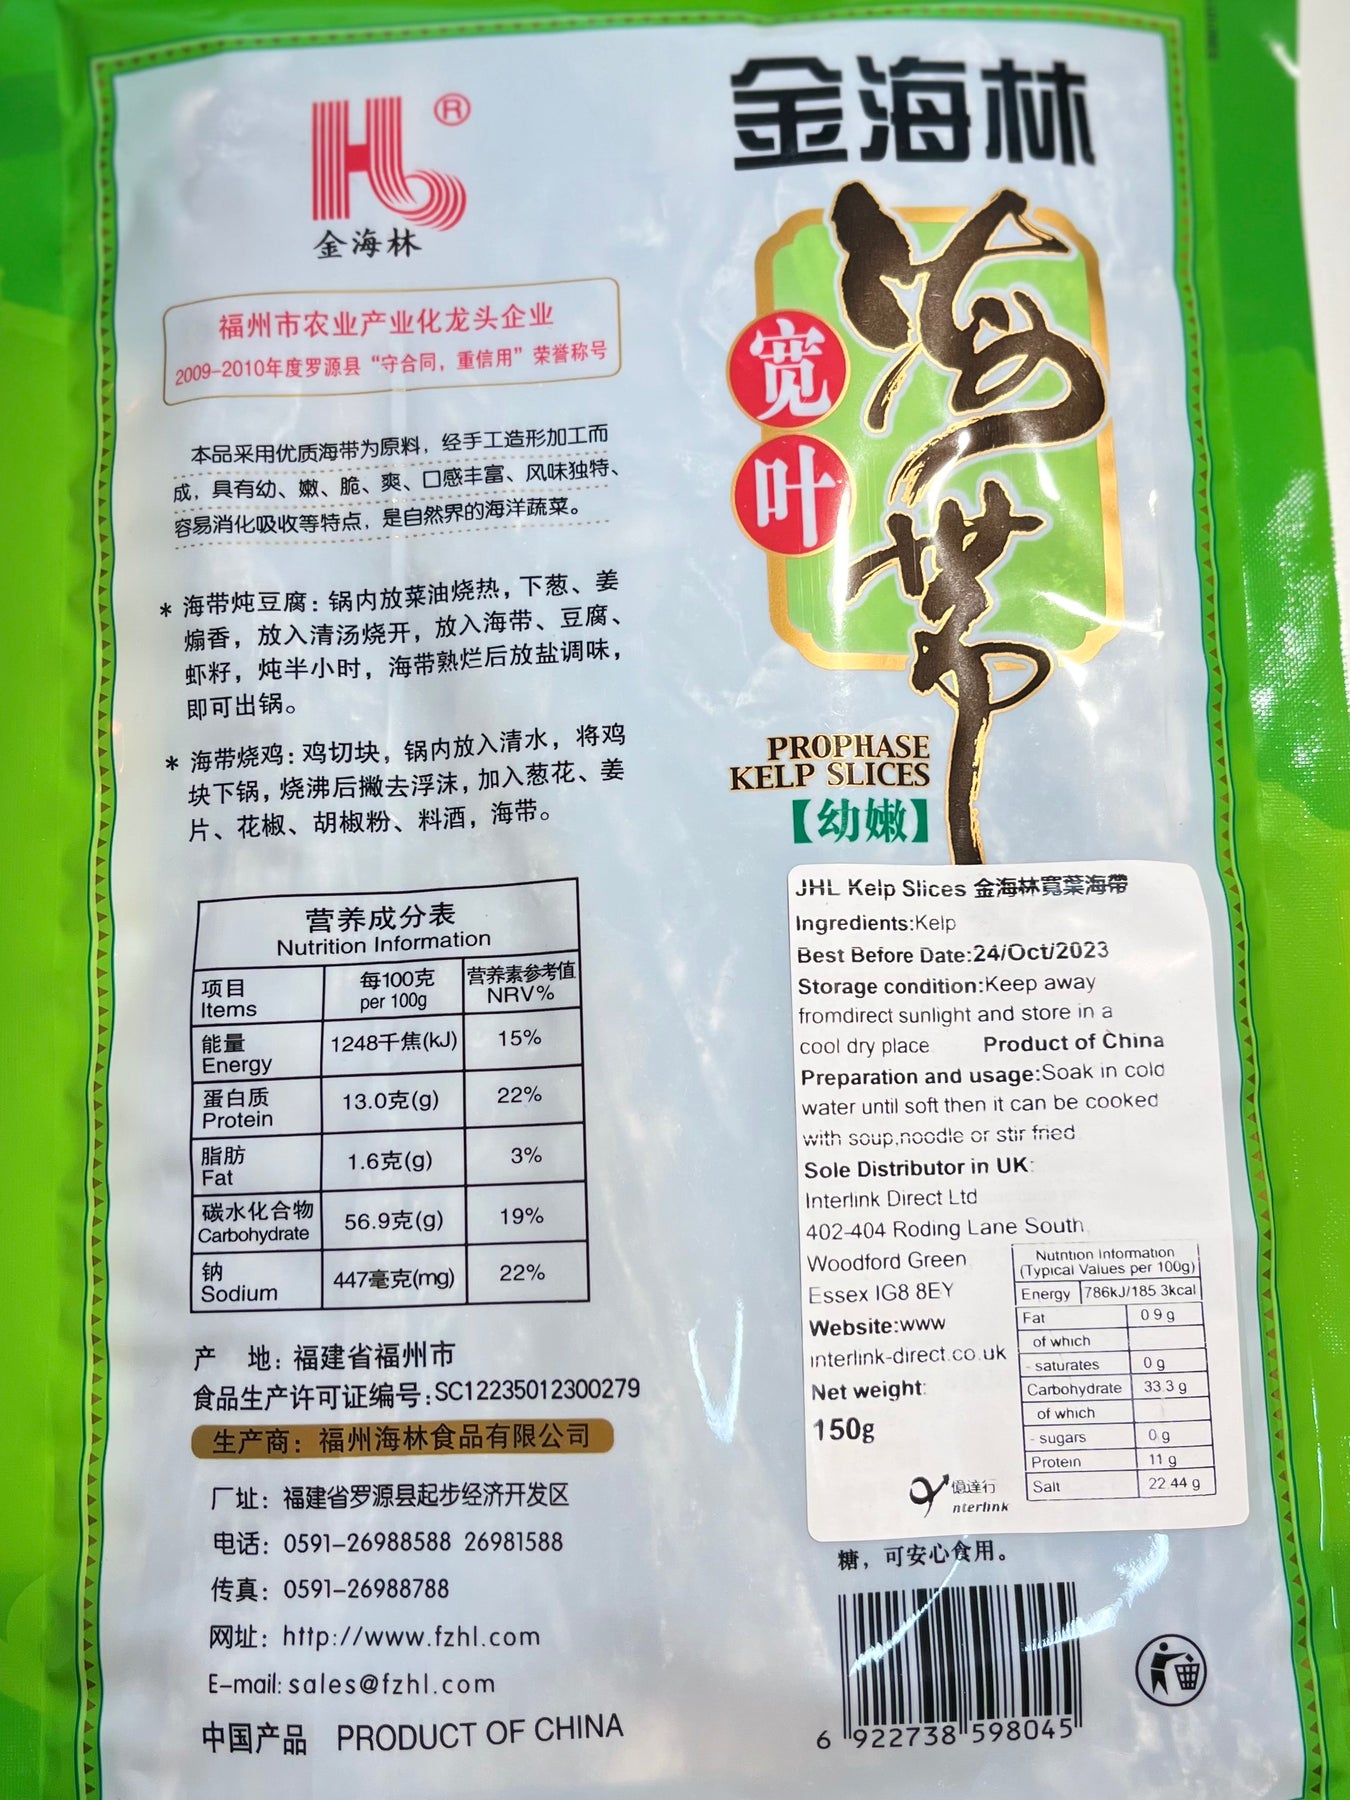 金海林
福州市农业产业化龙头企业
2009-2010年度罗源县“守合同，重信用”荣誉称号
本品采用优质海带为原料，经手工造形加工而
成，具有幼、嫩、脆、爽、口感丰富、风味独特、
容易消化吸收等特点，是自然界的海洋蔬菜。
* 海带炖豆腐：锅内放菜油烧热，下葱、姜
煸香，放入清汤烧开，放入海带、豆腐、
虾籽，炖半小时，海带熟烂后放盐调味，
即可出锅。
* 海带烧鸡：鸡切块，锅内放入清水，将鸡
块下锅，烧沸后撇去浮沫，加入葱花、姜
片、花椒、胡椒粉、料酒，海带。
营养成分表
Nutrition Information
项目 每100克 营养素参考值
Items per 100g NRV%
能量 1248千焦(kJ) 15%
Energy
蛋白质 13.0克(g) 22%
Protein
脂肪 1.6克(g) 3%
Fat
碳水化合物 56.9克(g) 19%
Carbohydrate
钠 447毫克(mg) 22%
Sodium
产 地：福建省福州市
食品生产许可证编号：SC12235012300279
生产商：福州海林食品有限公司
厂址：福建省罗源县起步经济开发区
电话：0591-26988588 26981588
传真：0591-26988788
网址：http://www.fzhl.com
E-mail: sales@fzhl.com
中国产品 PRODUCT OF CHINA
金海林
宽叶
海带
PROPHASE
KELP SLICES
【幼嫩】
JHL Kelp Slices 金海林寬葉海帶
Ingredients:Kelp
Best Before Date:24/Oct/2023
Storage condition:Keep away
fromdirect sunlight and store in a
cool dry place Product of China
Preparation and usage:Soak in cold
water until soft then it can be cooked
with soup,noodle or stir fried
Sole Distributor in UK:
Interlink Direct Ltd
402-404 Roding Lane South
Woodford Green
Essex IG8 8EY
Website:www
interlink-direct.co.uk
Net weight:
150g
Nutrition Information
(Typical Values per 100g)
Energy 786kJ/185.3kcal
Fat 0.9 g
of which
- saturates 0 g
Carbohydrate 33.3 g
of which
- sugars 0 g
Protein 11 g
Salt 22.44 g
億達行
nterlink
糖，可安心食用。
6 922738 598045